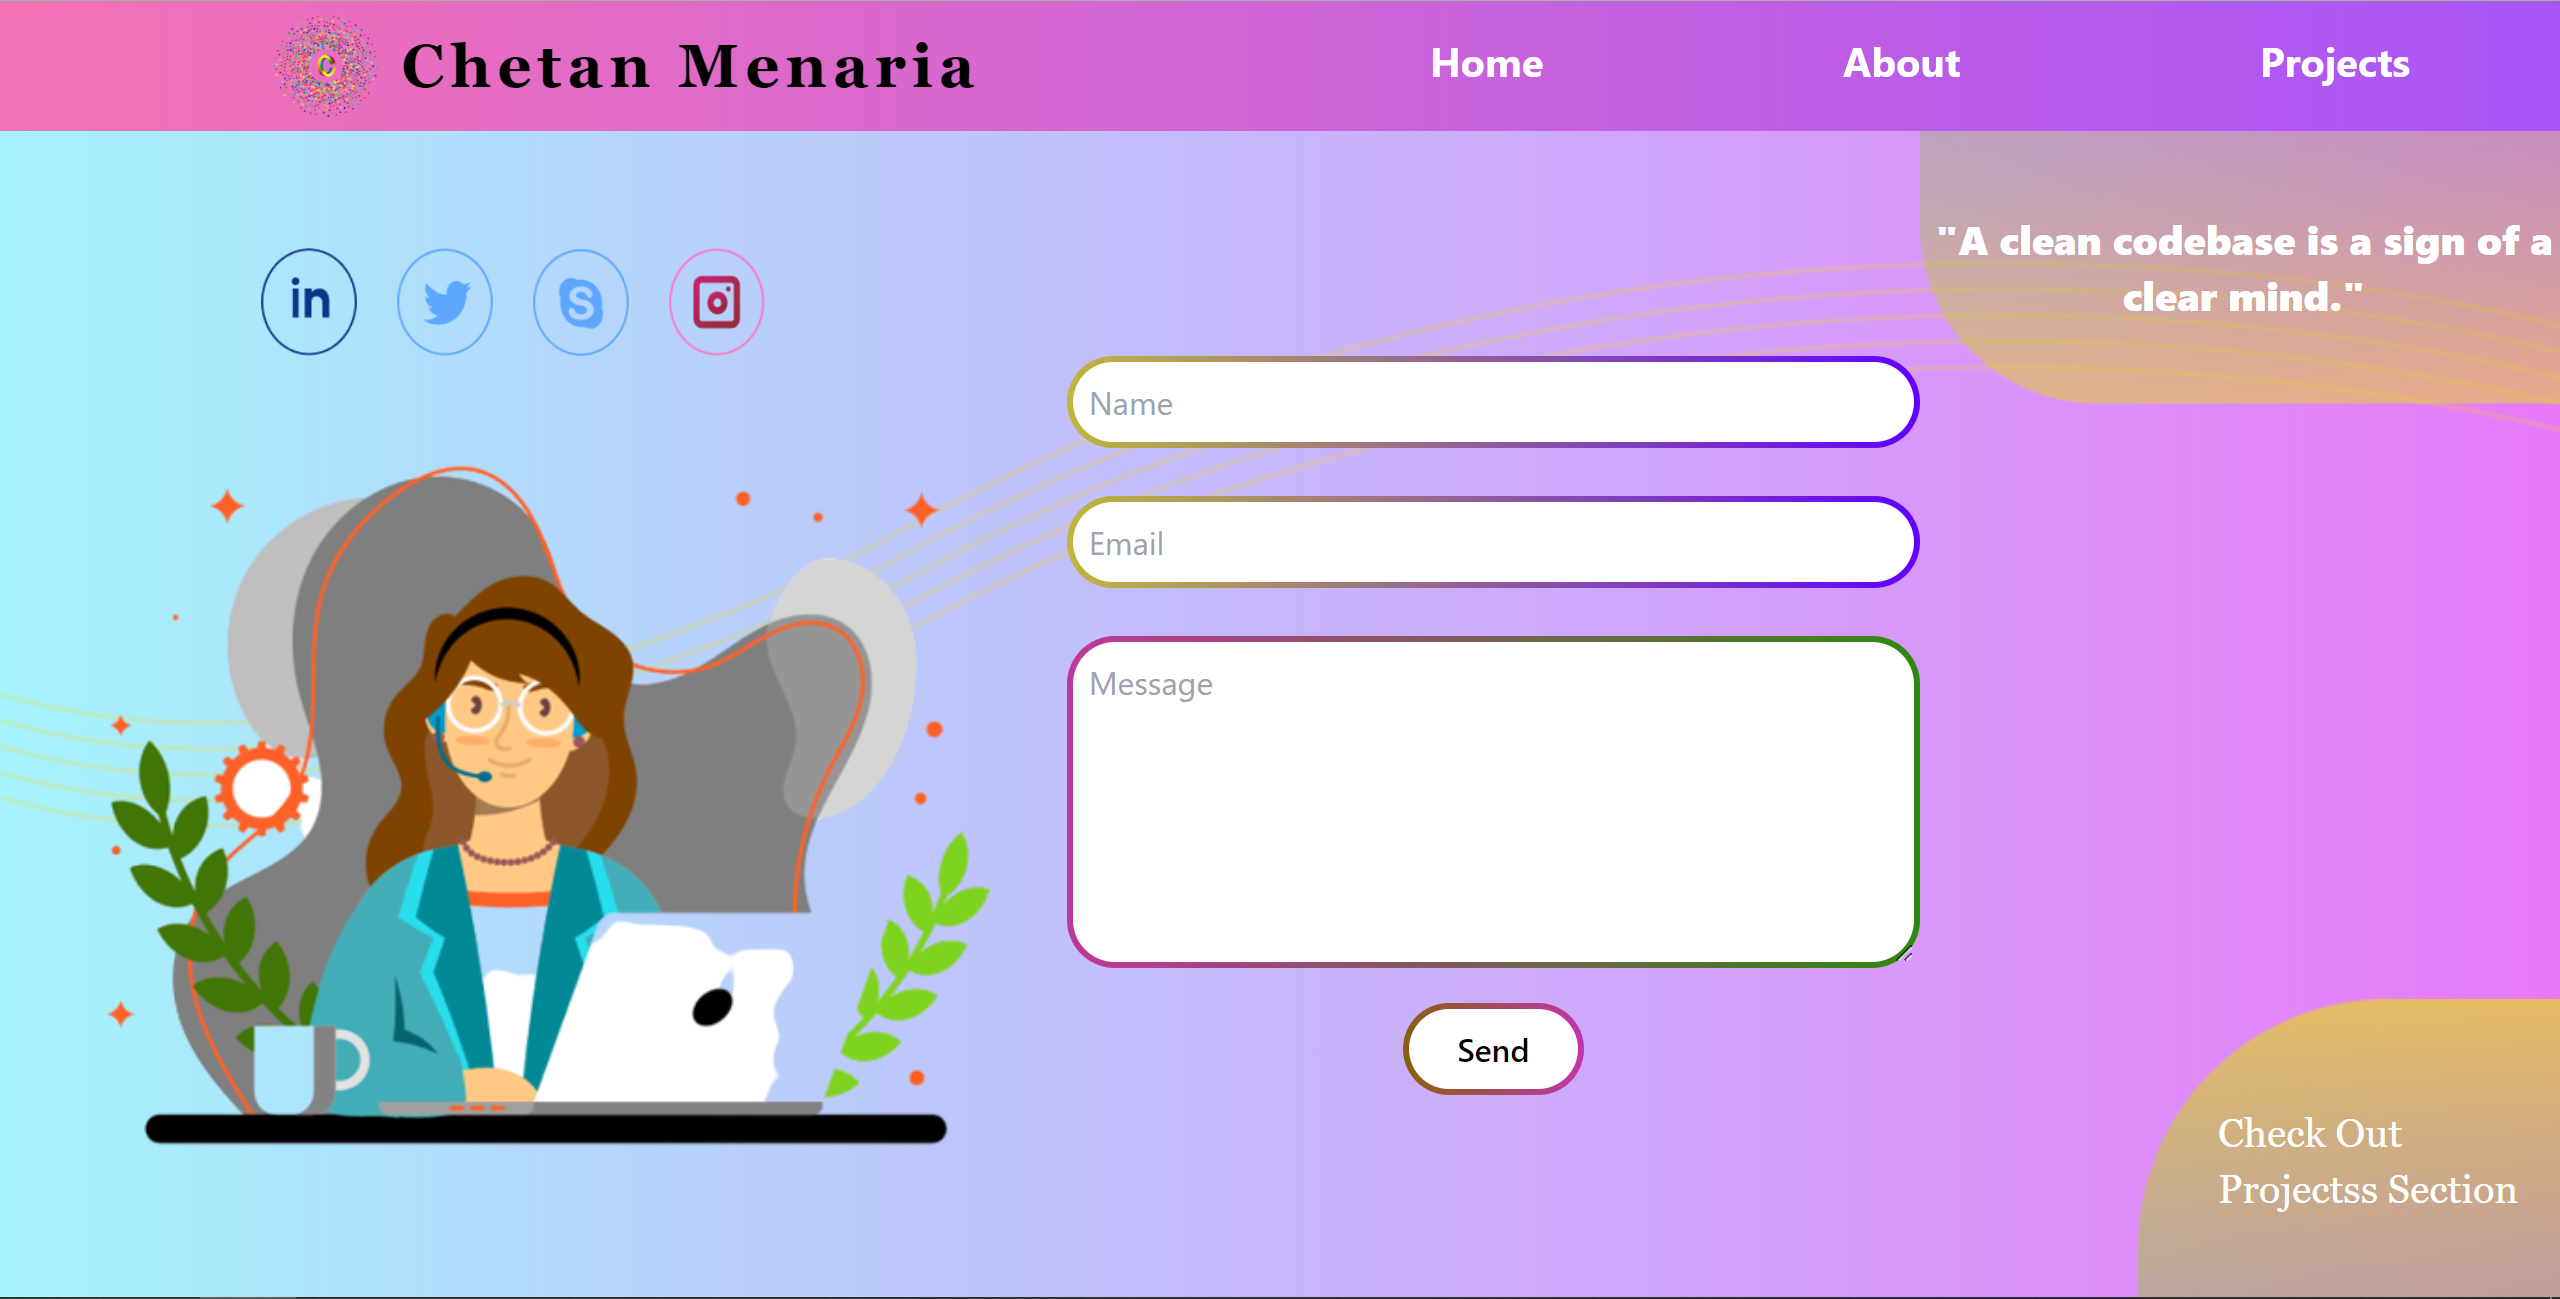 C
Chetan Menaria
Home
About
Projects
"A clean codebase is a sign of a
clear mind."
in
Name
Email
Message
Send
Check Out
Projectss Section